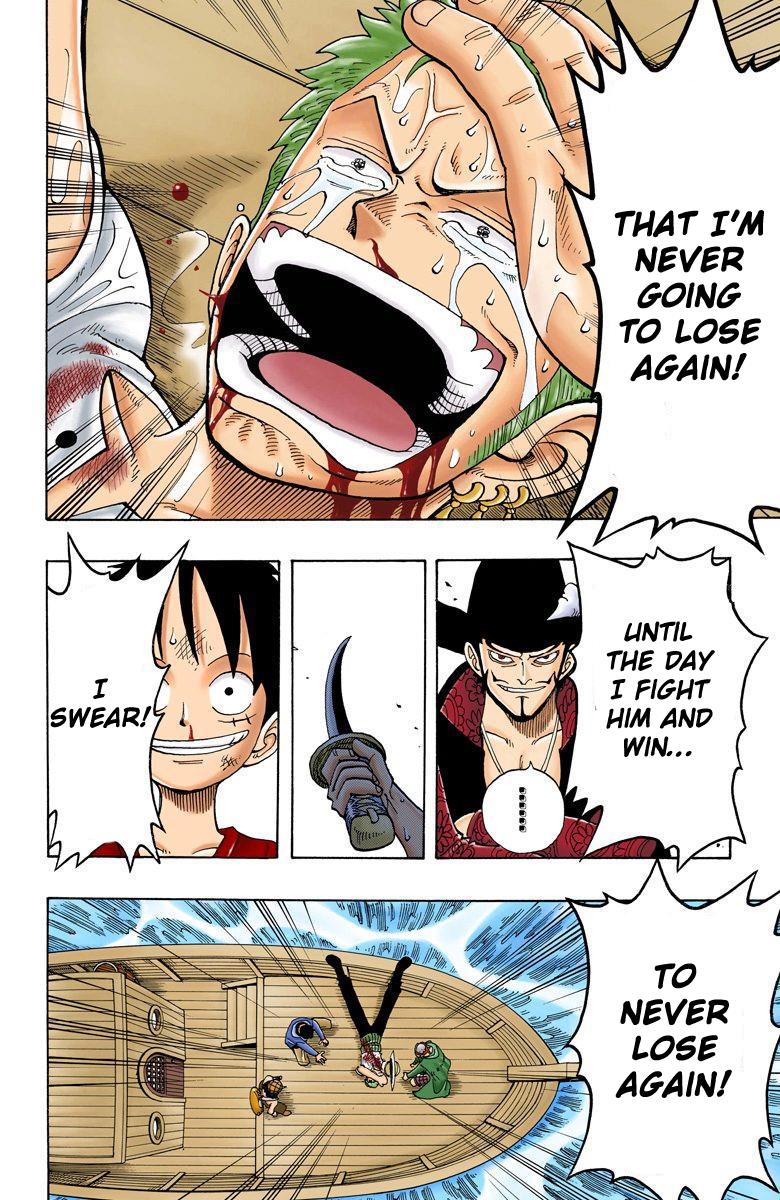 THAT I'M
NEVER
GOING
TO LOSE
AGAIN!
UNTIL
THE DAY
I FIGHT
HIM AND
WIN...
......
I
SWEAR!
TO
NEVER
LOSE
AGAIN!